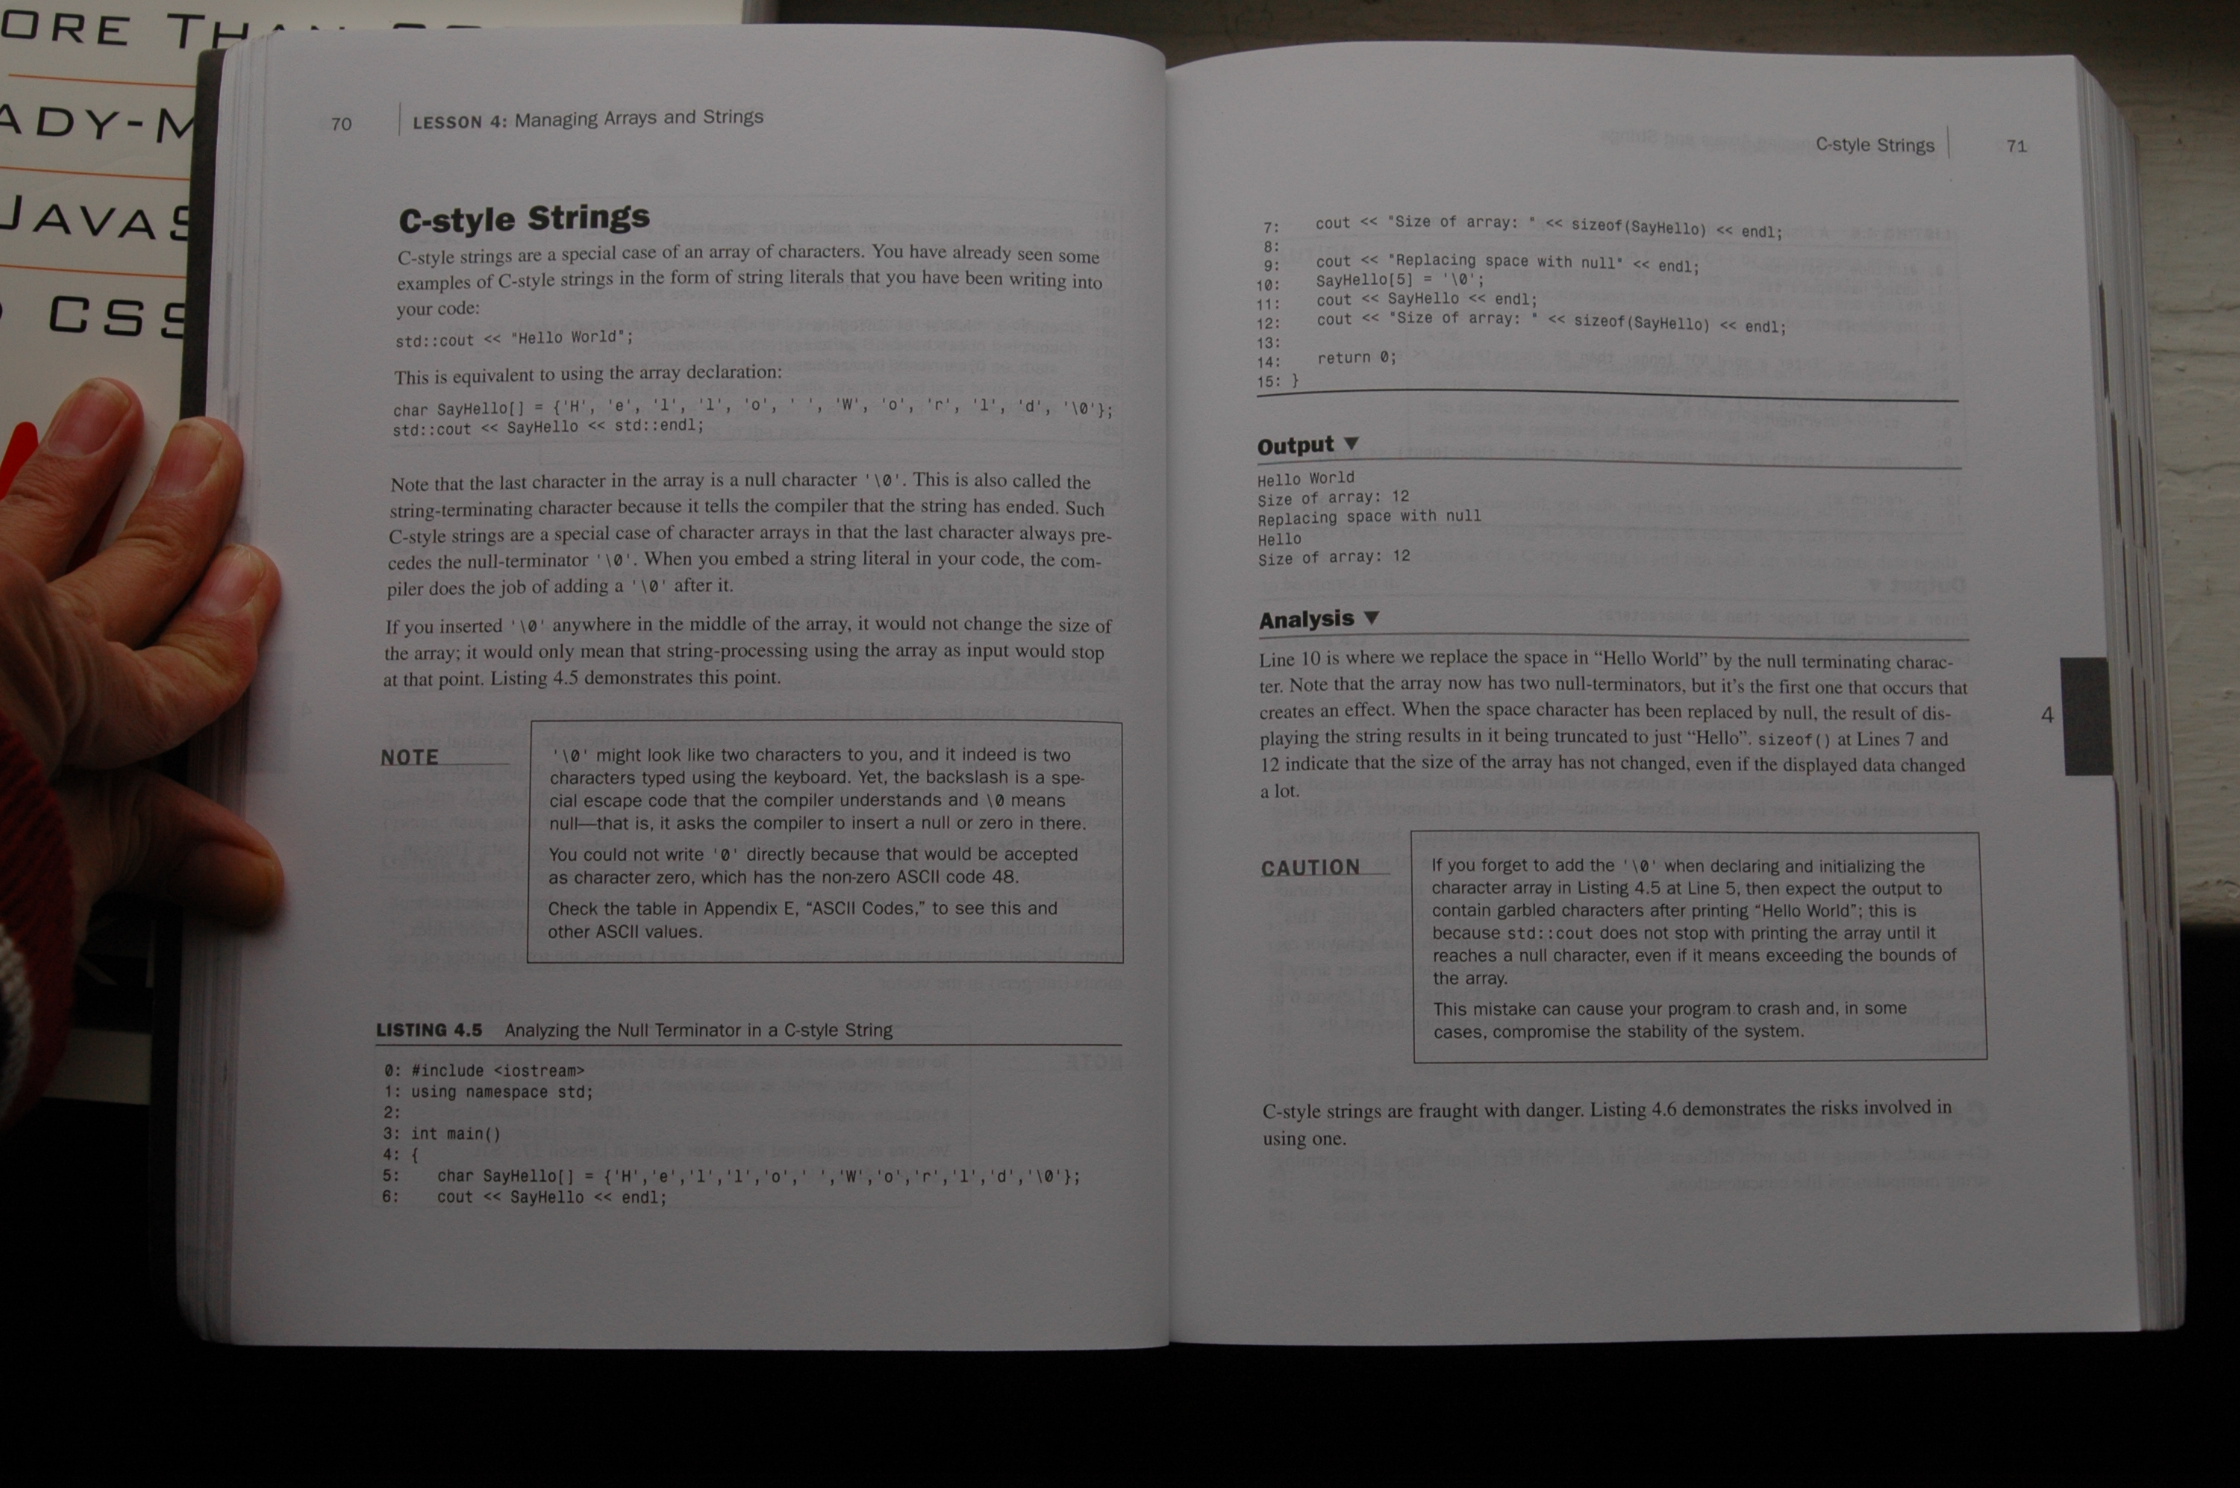 70 | LESSON 4: Managing Arrays and Strings
C-style Strings
C-style strings are a special case of an array of characters. You have already seen some
examples of C-style strings in the form of string literals that you have been writing into
your code:
std::cout << "Hello World";
This is equivalent to using the array declaration:
char SayHello[] = {'H', 'e', 'l', 'l', 'o', ' ', 'W', 'o', 'r', 'l', 'd', '\0'};
std::cout << SayHello << std::endl;
Note that the last character in the array is a null character '\0'. This is also called the
string-terminating character because it tells the compiler that the string has ended. Such
C-style strings are a special case of character arrays in that the last character always pre-
cedes the null-terminator '\0'. When you embed a string literal in your code, the com-
piler does the job of adding a '\0' after it.
If you inserted '\0' anywhere in the middle of the array, it would not change the size of
the array; it would only mean that string-processing using the array as input would stop
at that point. Listing 4.5 demonstrates this point.
NOTE
'\0' might look like two characters to you, and it indeed is two
characters typed using the keyboard. Yet, the backslash is a spe-
cial escape code that the compiler understands and \0 means
null—that is, it asks the compiler to insert a null or zero in there.
You could not write '0' directly because that would be accepted
as character zero, which has the non-zero ASCII code 48.
Check the table in Appendix E, "ASCII Codes," to see this and
other ASCII values.
LISTING 4.5 Analyzing the Null Terminator in a C-style String
0: #include <iostream>
1: using namespace std;
2:
3: int main()
4: {
5: char SayHello[] = {'H','e','l','l','o',' ','W','o','r','l','d','\0'};
6: cout << SayHello << endl;
C-style Strings | 71
7: cout << "Size of array: " << sizeof(SayHello) << endl;
8:
9: cout << "Replacing space with null" << endl;
10: SayHello[5] = '\0';
11: cout << SayHello << endl;
12: cout << "Size of array: " << sizeof(SayHello) << endl;
13:
14: return 0;
15: }
Output ▼
Hello World
Size of array: 12
Replacing space with null
Hello
Size of array: 12
Analysis ▼
Line 10 is where we replace the space in "Hello World" by the null terminating charac-
ter. Note that the array now has two null-terminators, but it's the first one that occurs that
creates an effect. When the space character has been replaced by null, the result of dis-
playing the string results in it being truncated to just "Hello". sizeof() at Lines 7 and
12 indicate that the size of the array has not changed, even if the displayed data changed
a lot.
4
CAUTION
If you forget to add the '\0' when declaring and initializing the
character array in Listing 4.5 at Line 5, then expect the output to
contain garbled characters after printing "Hello World"; this is
because std::cout does not stop with printing the array until it
reaches a null character, even if it means exceeding the bounds of
the array.
This mistake can cause your program to crash and, in some
cases, compromise the stability of the system.
C-style strings are fraught with danger. Listing 4.6 demonstrates the risks involved in
using one.
ORE THAN
ADY-M
JAVAS
CSS